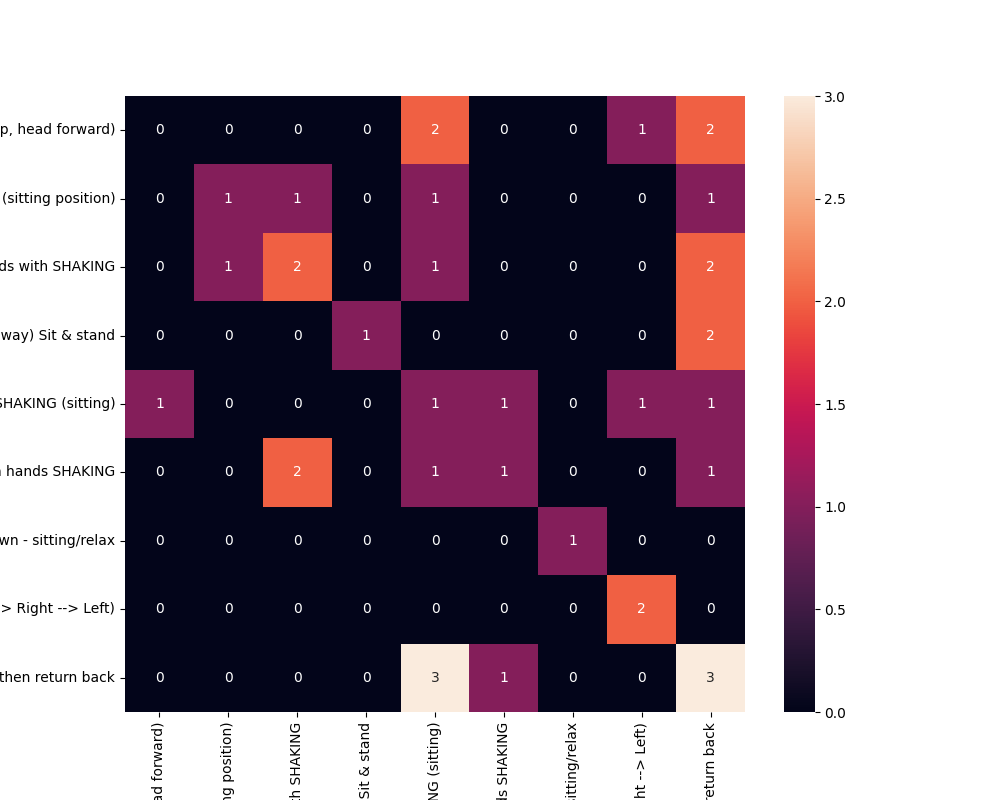 p, head forward) 0 0 0 0 2 0 0 1 2
(sitting position) 0 1 1 0 1 0 0 0 1
ds with SHAKING 0 1 2 0 1 0 0 0 2
way) Sit & stand 0 0 0 1 0 0 0 0 2
SHAKING (sitting) 1 0 0 0 1 1 0 1 1
hands SHAKING 0 0 2 0 1 1 0 0 1
wn - sitting/relax 0 0 0 0 0 0 1 0 0
> Right --> Left) 0 0 0 0 0 0 0 2 0
then return back 0 0 0 0 3 1 0 0 3
ad forward)
ng position)
th SHAKING
Sit & stand
NG (sitting)
ds SHAKING
sitting/relax
ht --> Left)
return back
3.0
2.5
2.0
1.5
1.0
0.5
0.0